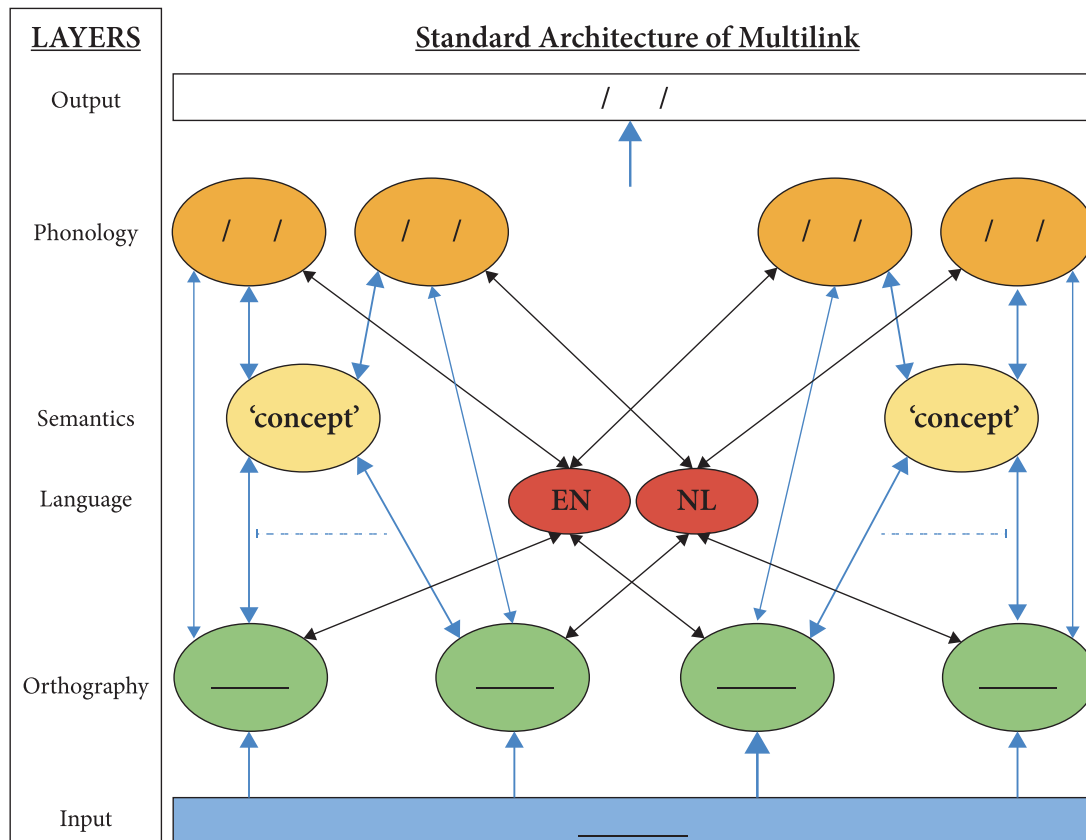 LAYERS
Standard Architecture of Multilink
Output
/ /
Phonology
/ / / / / / / /
Semantics
‘concept’ ‘concept’
Language
EN NL
Orthography
Input